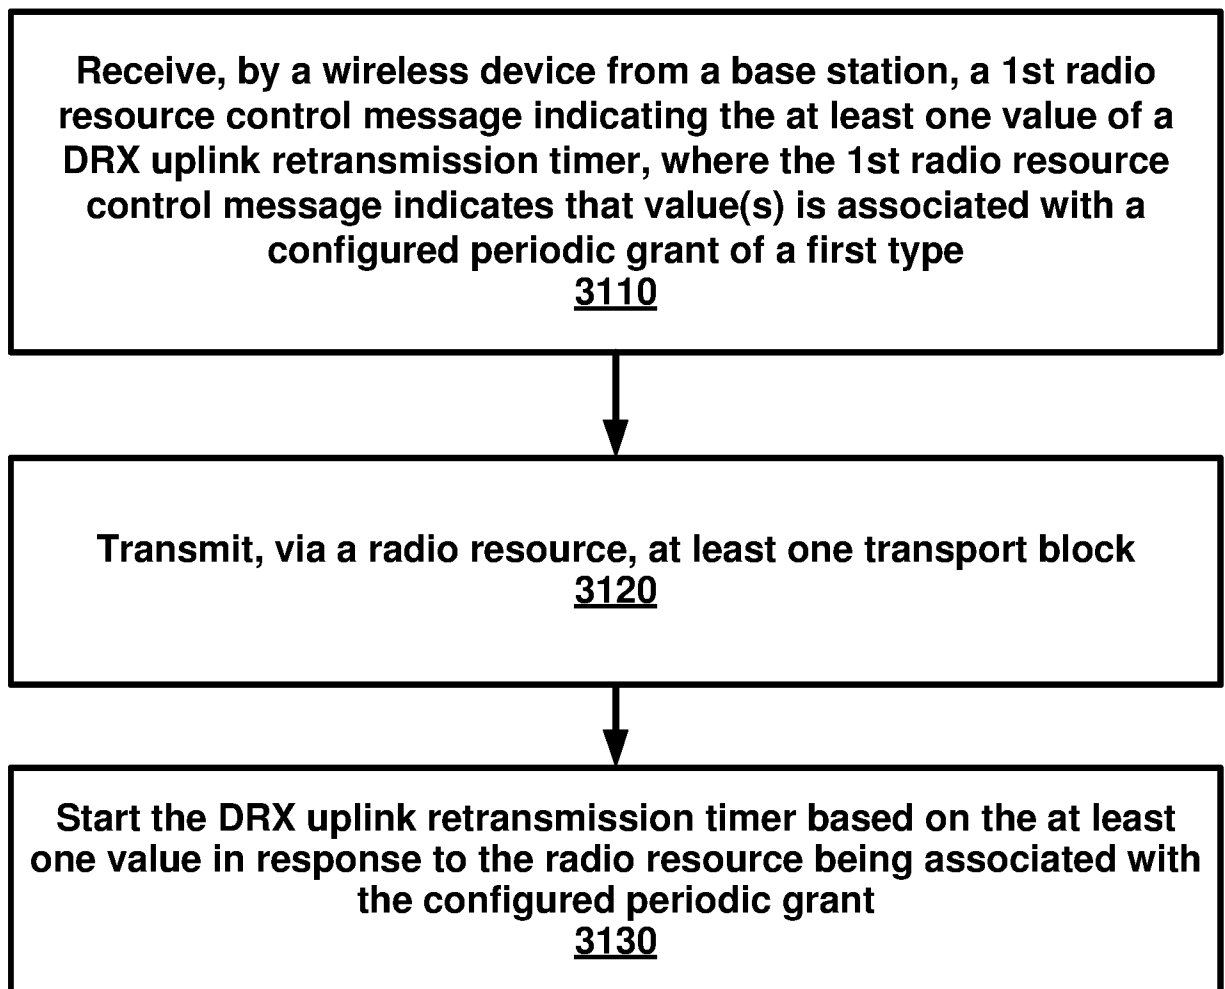 Receive, by a wireless device from a base station, a 1st radio
resource control message indicating the at least one value of a
DRX uplink retransmission timer, where the 1st radio resource
control message indicates that value(s) is associated with a
configured periodic grant of a first type
3110
Transmit, via a radio resource, at least one transport block
3120
Start the DRX uplink retransmission timer based on the at least
one value in response to the radio resource being associated with
the configured periodic grant
3130